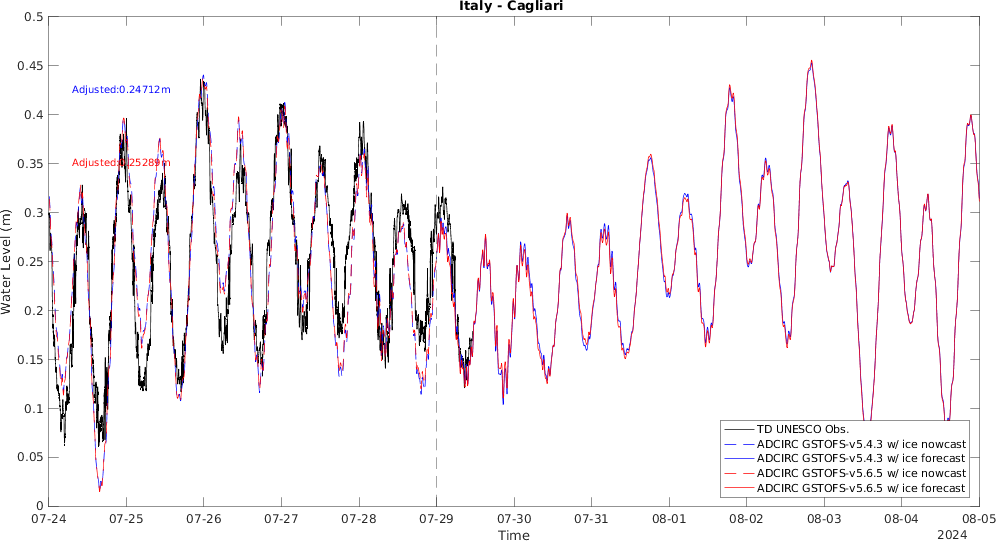 Italy - Cagliari
0.5
0.45
0.4
0.35
0.3
0.25
0.2
0.15
0.1
0.05
0
Water Level (m)
Adjusted:0.24712m
Adjusted:0.25289m
TD UNESCO Obs.
ADCIRC GSTOFS-v5.4.3 w/ ice nowcast
ADCIRC GSTOFS-v5.4.3 w/ ice forecast
ADCIRC GSTOFS-v5.6.5 w/ ice nowcast
ADCIRC GSTOFS-v5.6.5 w/ ice forecast
07-24 07-25 07-26 07-27 07-28 07-29 07-30 07-31 08-01 08-02 08-03 08-04 08-05
Time
2024